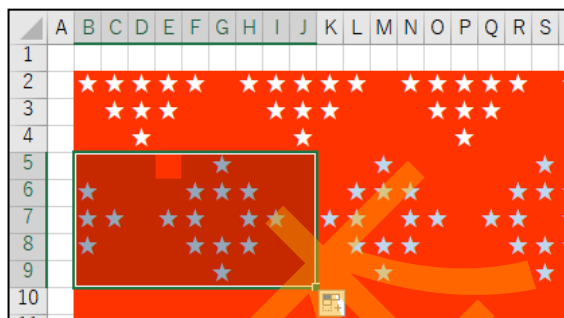 A B C D E F G H I J K L M N O P Q R S
1
2 ★★★★★ ★★★★★ ★★★★★
3 ★★★ ★★★ ★★★
4 ★ ★ ★
5 ★ ★ ★
6 ★ ★★★ ★★★ ★★
7 ★★ ★★ ★★ ★★ ★★ ★★
8 ★ ★★★ ★★★ ★★
9 ★ ★ ★
10